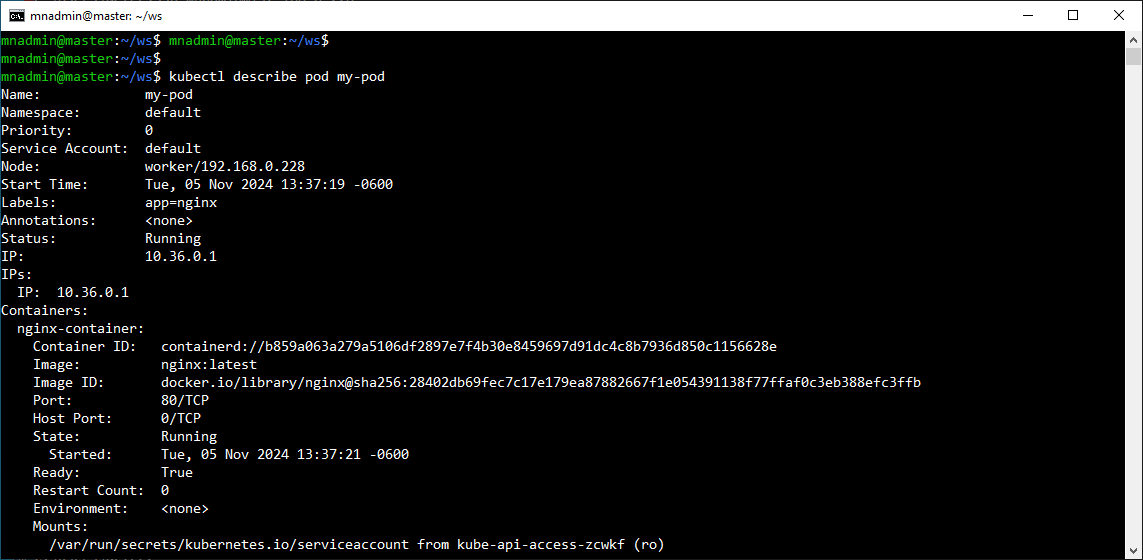 mnadmin@master: ~/ws
mnadmin@master:~/ws$ mnadmin@master:~/ws$
mnadmin@master:~/ws$
mnadmin@master:~/ws$ kubectl describe pod my-pod
Name:             my-pod
Namespace:        default
Priority:         0
Service Account:  default
Node:             worker/192.168.0.228
Start Time:       Tue, 05 Nov 2024 13:37:19 -0600
Labels:           app=nginx
Annotations:      <none>
Status:           Running
IP:               10.36.0.1
IPs:
  IP:  10.36.0.1
Containers:
  nginx-container:
    Container ID:   containerd://b859a063a279a5106df2897e7f4b30e8459697d91dc4c8b7936d850c1156628e
    Image:          nginx:latest
    Image ID:       docker.io/library/nginx@sha256:28402db69fec7c17e179ea87882667f1e054391138f77ffaf0c3eb388efc3ffb
    Port:           80/TCP
    Host Port:      0/TCP
    State:          Running
      Started:      Tue, 05 Nov 2024 13:37:21 -0600
    Ready:          True
    Restart Count:  0
    Environment:    <none>
    Mounts:
      /var/run/secrets/kubernetes.io/serviceaccount from kube-api-access-zcwkf (ro)